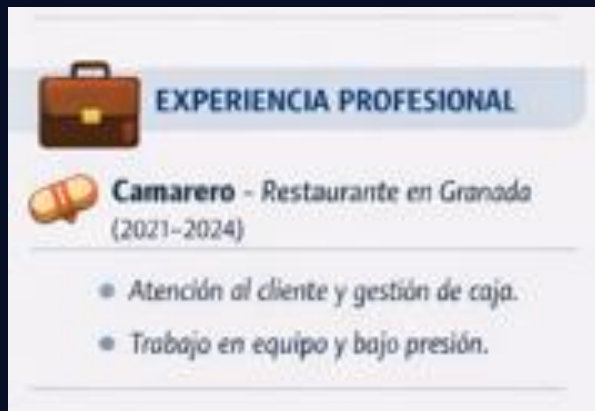 EXPERIENCIA PROFESIONAL
Camarero - Restaurante en Granada
(2021–2024)
Atención al cliente y gestión de caja.
Trabajo en equipo y bajo presión.